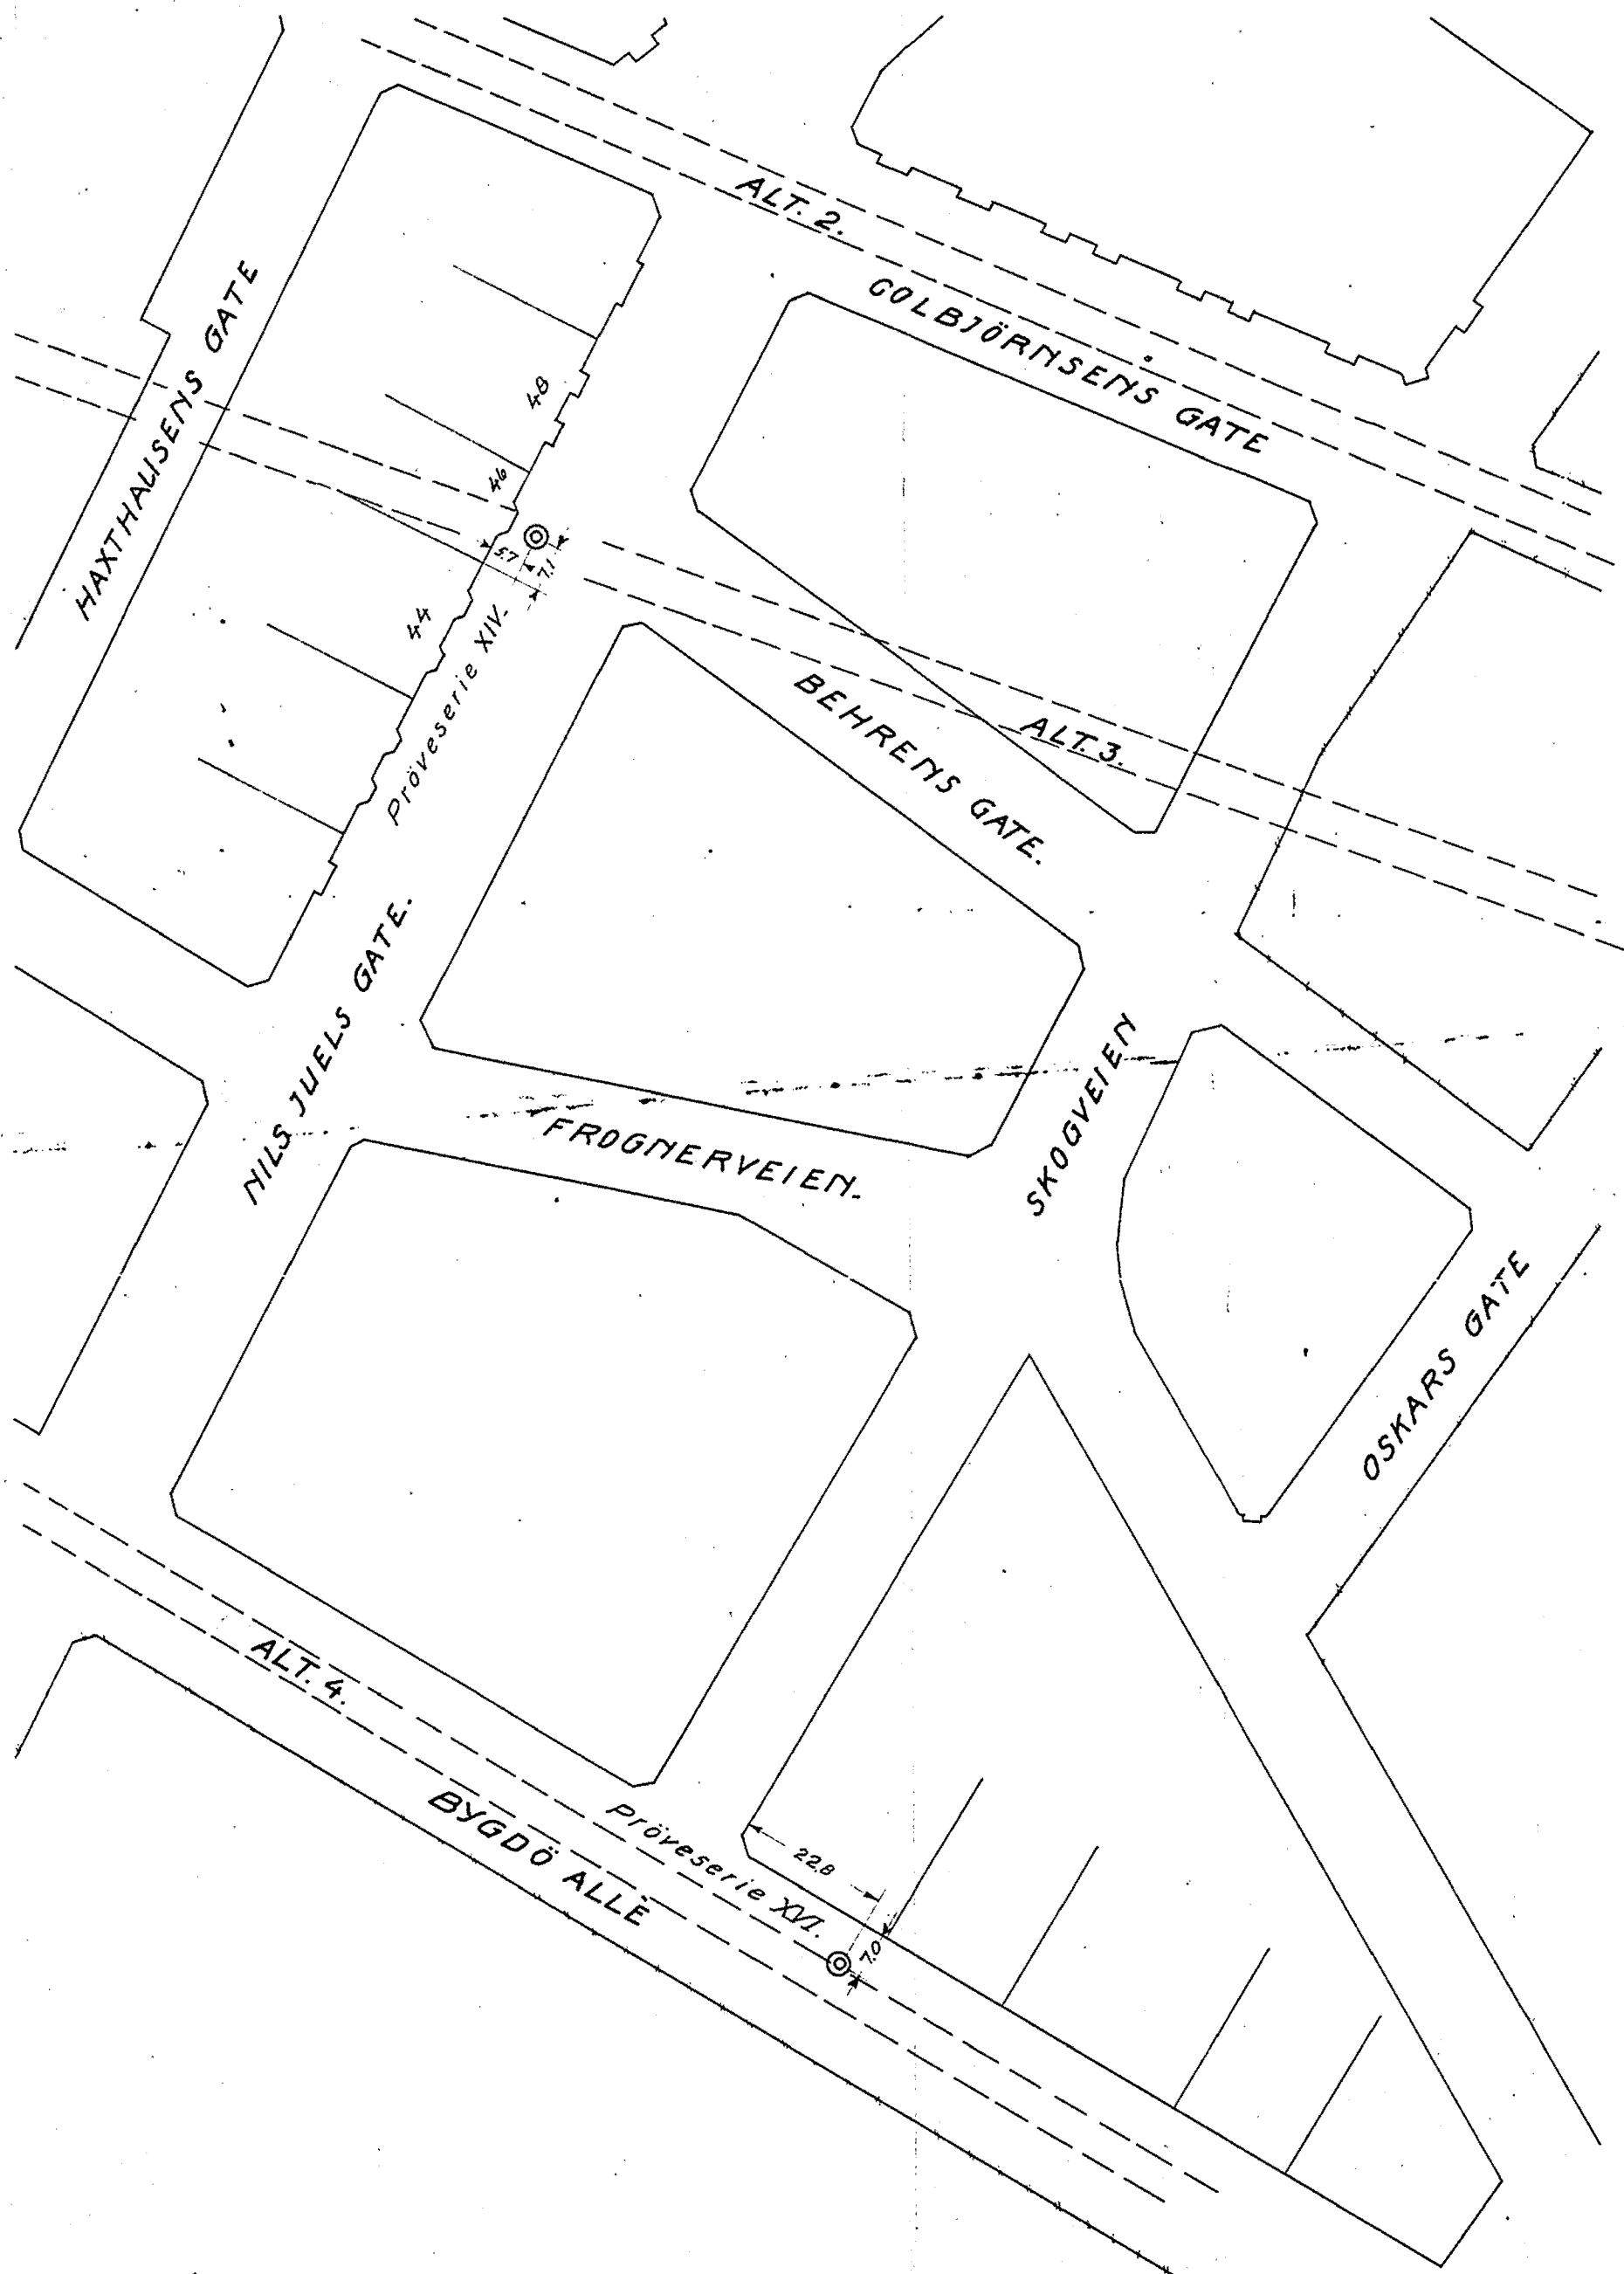 ALT. 2.
COLBJÖRNSENS GATE
HAXTHAUSENS GATE
48
46
5.7
7.1
44
Pröveserie XIV.
BEHRENS GATE.
ALT. 3.
NILS JUELS GATE.
FROGNERVEIEN.
SKOGVEIEN
OSKARS GATE
ALT. 4.
BYGDÖ ALLÈ
Pröveserie XVI.
22,8
7.0